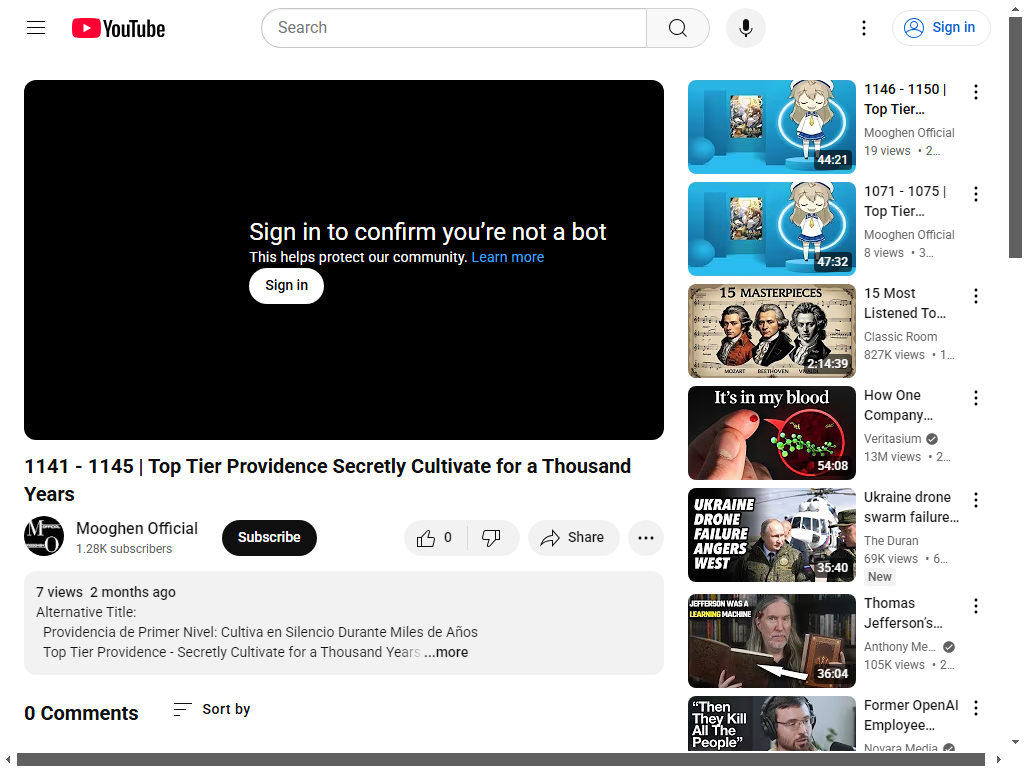 YouTube
Search
Sign in
Sign in to confirm you're not a bot
This helps protect our community. Learn more
Sign in
1141 - 1145 | Top Tier Providence Secretly Cultivate for a Thousand
Years
Mooghen Official
1.28K subscribers
Subscribe
0
Share
7 views 2 months ago
Alternative Title:
Providencia de Primer Nivel: Cultiva en Silencio Durante Miles de Años
Top Tier Providence - Secretly Cultivate for a Thousand Years ...more
0 Comments
Sort by
44:21
1146 - 1150 |
Top Tier…
Mooghen Official
19 views • 2…
47:32
1071 - 1075 |
Top Tier…
Mooghen Official
8 views • 3…
15 MASTERPIECES
MOZART BEETHOVEN VIVALDI
2:14:39
15 Most
Listened To…
Classic Room
827K views • 1…
It's in my blood
54:08
How One
Company…
Veritasium
13M views • 2…
UKRAINE
DRONE
FAILURE
ANGERS
WEST
35:40
Ukraine drone
swarm failure…
The Duran
69K views • 6…
New
JEFFERSON WAS A
LEARNING MACHINE
36:04
Thomas
Jefferson's…
Anthony Me…
105K views • 2…
"Then
They Kill
All The
People"
Former OpenAI
Employee…
Novara Media